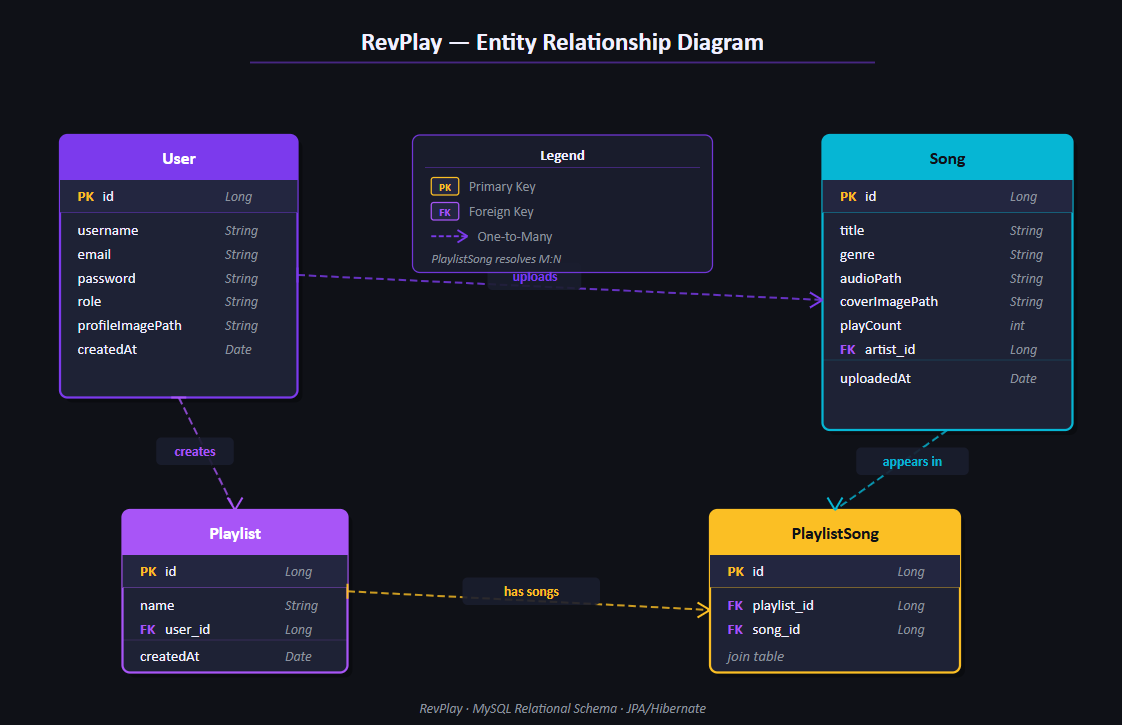 RevPlay — Entity Relationship Diagram
User
PK id Long
username String
email String
password String
role String
profileImagePath String
createdAt Date
Legend
PK Primary Key
FK Foreign Key
One-to-Many
PlaylistSong resolves M:N
uploads
Song
PK id Long
title String
genre String
audioPath String
coverImagePath String
playCount int
FK artist_id Long
uploadedAt Date
creates
appears in
Playlist
PK id Long
name String
FK user_id Long
createdAt Date
has songs
PlaylistSong
PK id Long
FK playlist_id Long
FK song_id Long
join table
RevPlay · MySQL Relational Schema · JPA/Hibernate